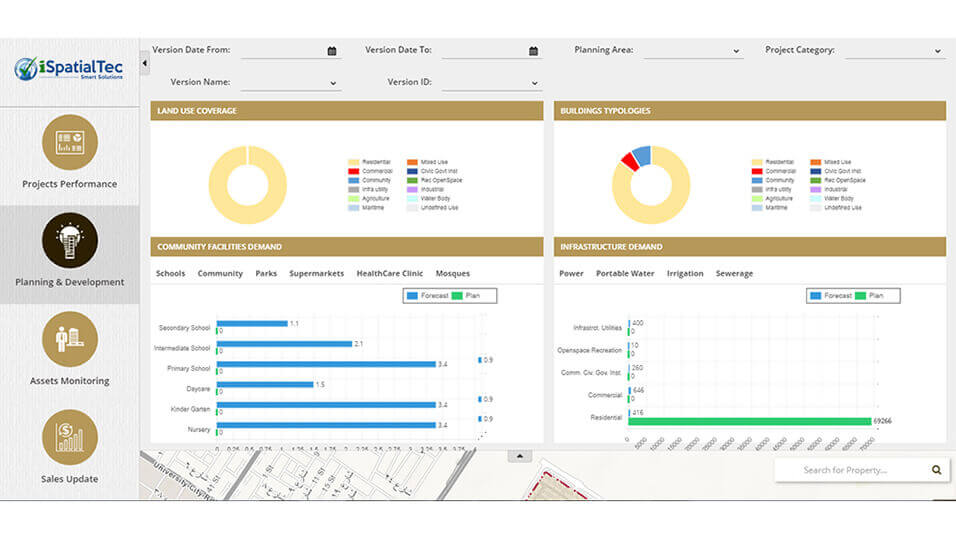 iSpatialTec
Smart Solutions
Projects Performance
Planning & Development
Assets Monitoring
Sales Update
Version Date From:
Version Date To:
Planning Area:
Project Category:
Version Name:
Version ID:
LAND USE COVERAGE
Residential
Mixed Use
Commercial
Civic Govt Inst
Community
Rec OpenSpace
Infra Utility
Industrial
Agriculture
Water Body
Maritime
Undefined Use
BUILDINGS TYPOLOGIES
Residential
Mixed Use
Commercial
Civic Govt Inst
Community
Rec OpenSpace
Infra Utility
Industrial
Agriculture
Water Body
Maritime
Undefined Use
COMMUNITY FACILITIES DEMAND
Schools Community Parks Supermarkets HealthCare Clinic Mosques
Forecast Plan
Secondary School 1.1
0
Intermediate School 2.1
0
Primary School 3.4 0.9
0
Daycare 1.5
0
Kinder Garten 3.4 0.9
0
Nursery 3.4 0.9
0
0 0.25 0.5 0.75 1 1.25 1.5 1.75 2 2.25 2.5 2.75 3 3.25 3.5 3.75
INFRASTRUCTURE DEMAND
Power Portable Water Irrigation Sewerage
Forecast Plan
Infrastrct. Utilities 400
0
Openspace Recreation 10
0
Comm. Civ. Gov. Inst. 260
0
Commercial 646
0
Residential 416
69266
0 5000 10000 15000 20000 25000 30000 35000 40000 45000 50000 55000 60000 65000 70000
41 St
13 St
11 St
15 St
Search for Property...